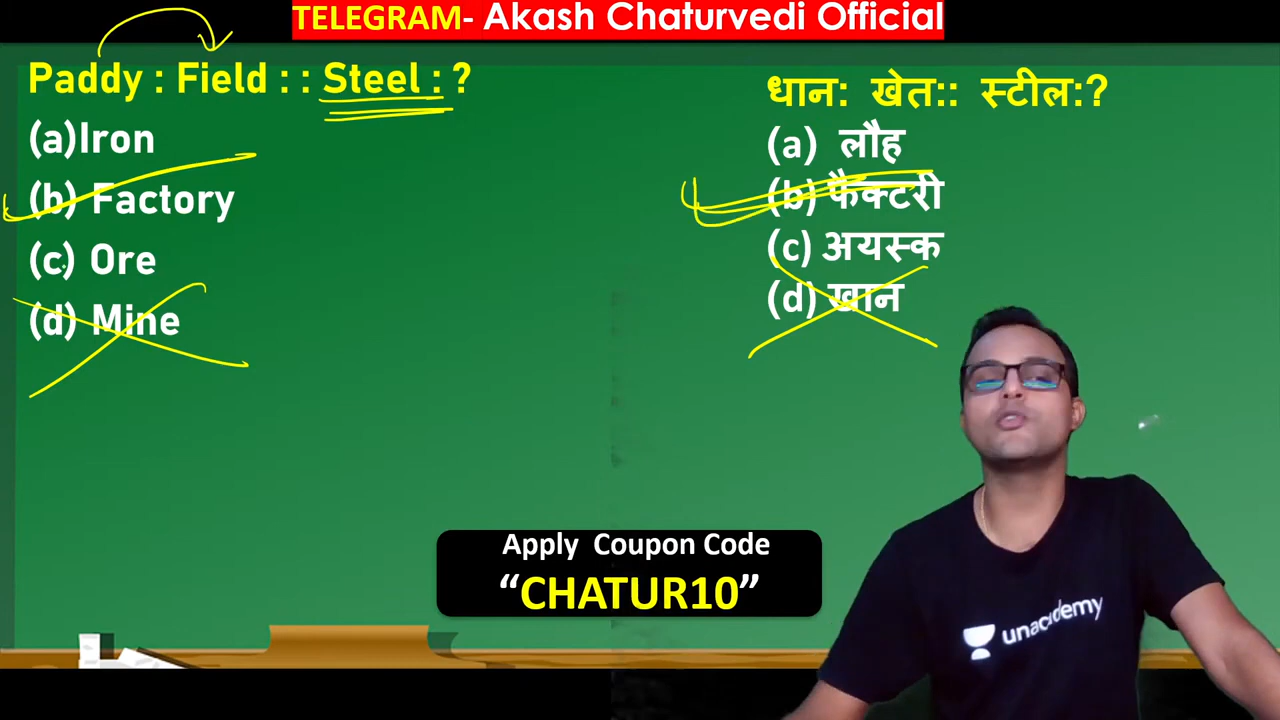 TELEGRAM- Akash Chaturvedi Official
Paddy : Field : : Steel : ?
(a)Iron
(b) Factory
(c) Ore
(d) Mine
धान: खेत:: स्टील:?
(a) लौह
(b) फैक्टरी
(c) अयस्क
(d) खान
Apply Coupon Code
“CHATUR10”
unacademy